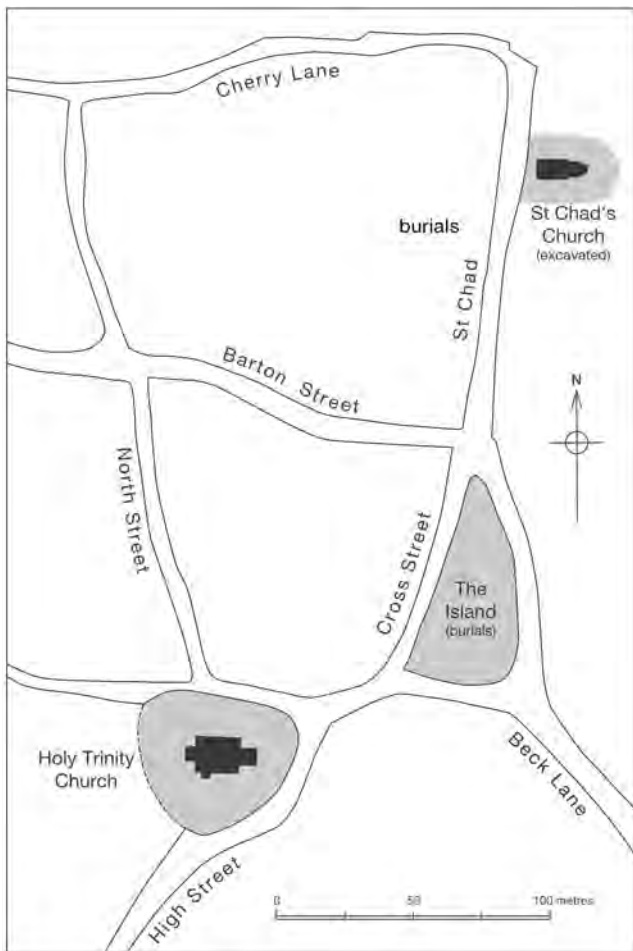 Cherry Lane
St Chad's
Church
(excavated)
burials
St Chad
Barton Street
N
North Street
Cross Street
The
Island
(burials)
Holy Trinity
Church
Beck Lane
High Street
0 50 100 metres